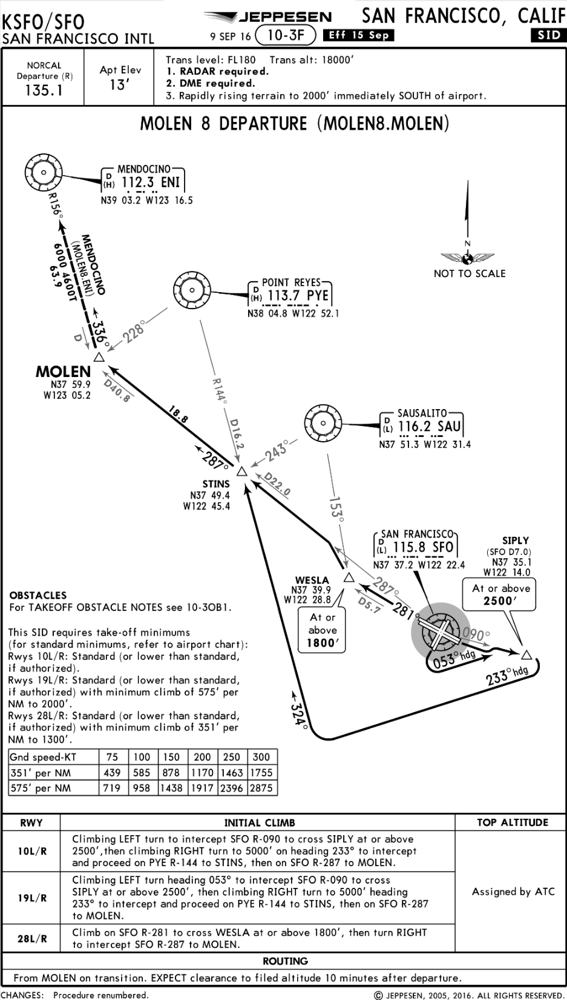 KSFO/SFO
SAN FRANCISCO INTL
JEPPESEN
9 SEP 16 10-3F Eff 15 Sep
SAN FRANCISCO, CALIF
SID
NORCAL
Departure (R)
135.1
Apt Elev
13'
Trans level: FL180 Trans alt: 18000'
1. RADAR required.
2. DME required.
3. Rapidly rising terrain to 2000' immediately SOUTH of airport.
MOLEN 8 DEPARTURE (MOLEN8.MOLEN)
MENDOCINO
D
(H) 112.3 ENI
N39 03.2 W123 16.5
R156°
MENDOCINO
(MOLEN8.ENI)
6000 4600T
63.9
336°
D
N
NOT TO SCALE
POINT REYES
D
(H) 113.7 PYE
N38 04.8 W122 52.1
228°
MOLEN
N37 59.9
W123 05.2
D40.8
18.8
287°
R144°
D16.2
SAUSALITO
D
(L) 116.2 SAU
N37 51.3 W122 31.4
243°
STINS
N37 49.4
W122 45.4
D22.0
153°
SAN FRANCISCO
D
(L) 115.8 SFO
N37 37.2 W122 22.4
SIPLY
(SFO D7.0)
N37 35.1
W122 14.0
At or above
2500'
WESLA
N37 39.9
W122 28.8
At or
above
1800'
287°
D5.7
281°
090°
053° hdg
233° hdg
324°
OBSTACLES
For TAKEOFF OBSTACLE NOTES see 10-3OB1.
This SID requires take-off minimums
(for standard minimums, refer to airport chart):
Rwys 10L/R: Standard (or lower than standard,
if authorized).
Rwys 19L/R: Standard (or lower than standard,
if authorized) with minimum climb of 575' per
NM to 2000'.
Rwys 28L/R: Standard (or lower than standard,
if authorized) with minimum climb of 351' per
NM to 1300'.
Gnd speed-KT 75 100 150 200 250 300
351' per NM 439 585 878 1170 1463 1755
575' per NM 719 958 1438 1917 2396 2875
RWY INITIAL CLIMB TOP ALTITUDE
10L/R
Climbing LEFT turn to intercept SFO R-090 to cross SIPLY at or above
2500',then climbing RIGHT turn to 5000' on heading 233° to intercept
and proceed on PYE R-144 to STINS, then on SFO R-287 to MOLEN.
19L/R
Climbing LEFT turn heading 053° to intercept SFO R-090 to cross
SIPLY at or above 2500', then climbing RIGHT turn to 5000' heading
233° to intercept and proceed on PYE R-144 to STINS, then on SFO R-287
to MOLEN.
Assigned by ATC
28L/R
Climb on SFO R-281 to cross WESLA at or above 1800', then turn RIGHT
to intercept SFO R-287 to MOLEN.
ROUTING
From MOLEN on transition. EXPECT clearance to filed altitude 10 minutes after departure.
CHANGES: Procedure renumbered.
© JEPPESEN, 2005, 2016. ALL RIGHTS RESERVED.